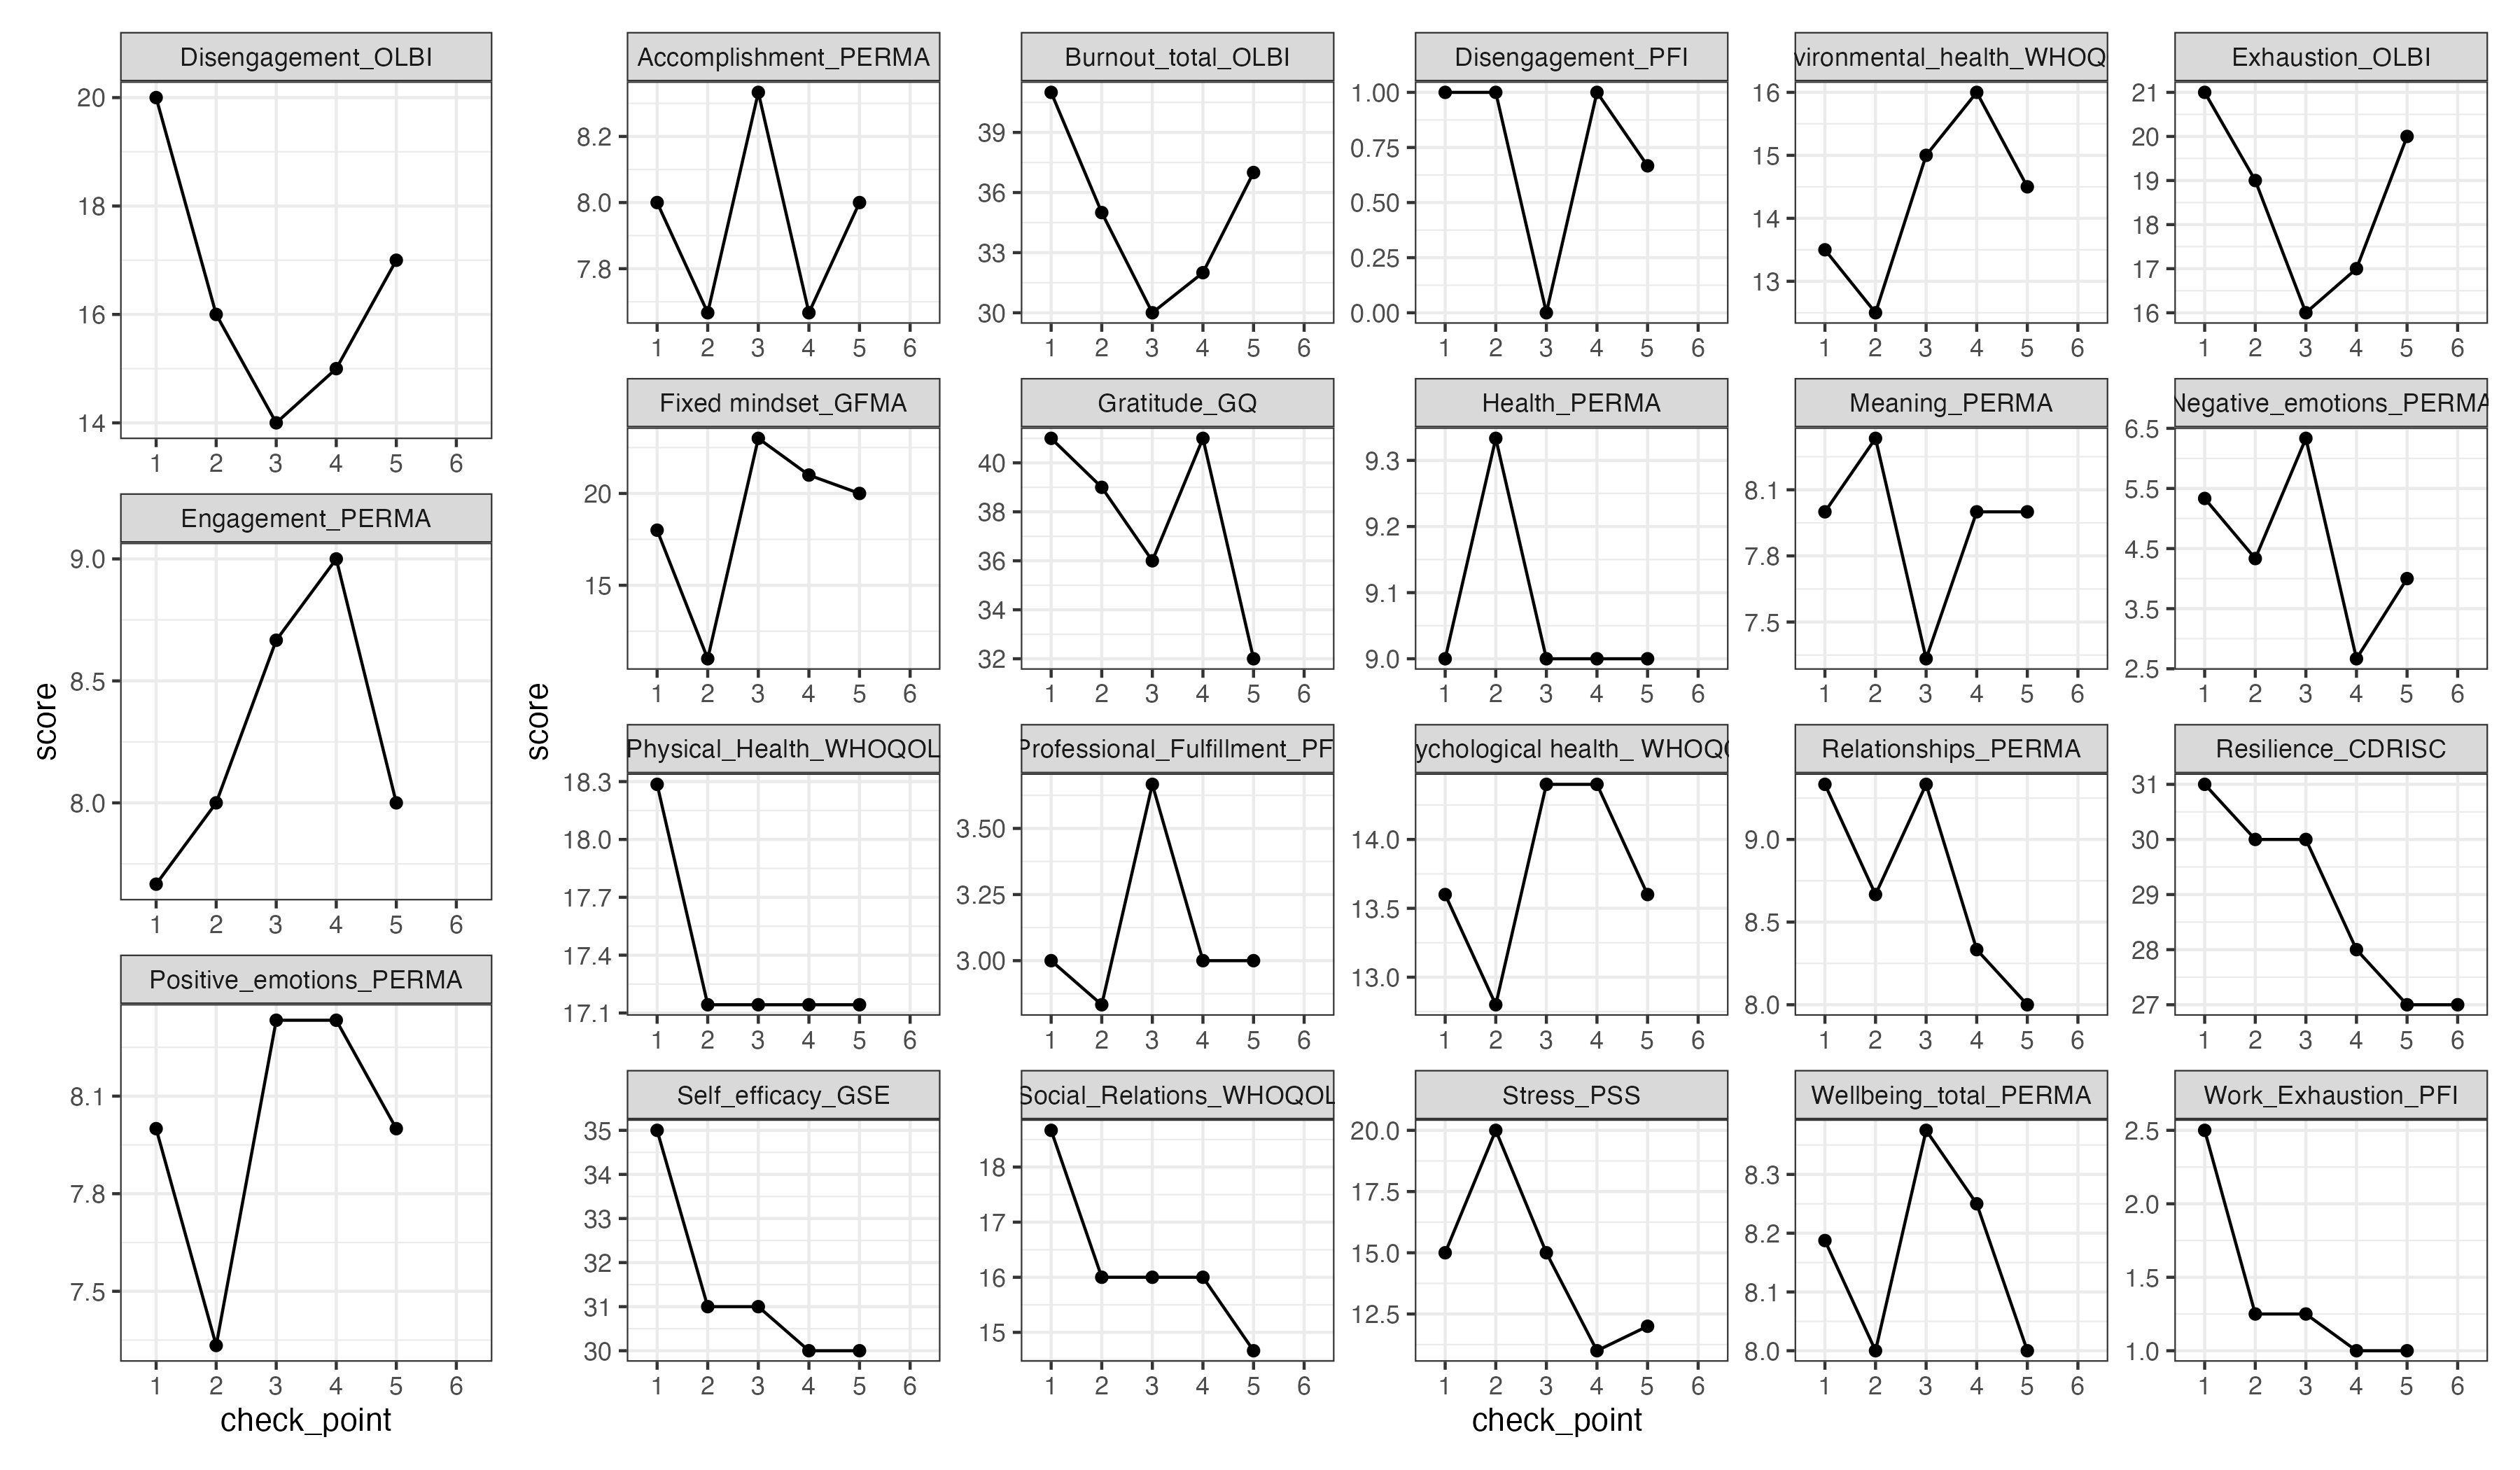 Disengagement_OLBI
20
18
16
14
1 2 3 4 5 6
Engagement_PERMA
9.0
8.5
8.0
1 2 3 4 5 6
Positive_emotions_PERMA
8.1
7.8
7.5
1 2 3 4 5 6
score
check_point
Accomplishment_PERMA
8.2
8.0
7.8
1 2 3 4 5 6
Burnout_total_OLBI
39
36
33
30
1 2 3 4 5 6
Disengagement_PFI
1.00
0.75
0.50
0.25
0.00
1 2 3 4 5 6
vironmental_health_WHOQ
16
15
14
13
1 2 3 4 5 6
Exhaustion_OLBI
21
20
19
18
17
16
1 2 3 4 5 6
Fixed mindset_GFMA
20
15
1 2 3 4 5 6
Gratitude_GQ
40
38
36
34
32
1 2 3 4 5 6
Health_PERMA
9.3
9.2
9.1
9.0
1 2 3 4 5 6
Meaning_PERMA
8.1
7.8
7.5
1 2 3 4 5 6
Negative_emotions_PERMA
6.5
5.5
4.5
3.5
2.5
1 2 3 4 5 6
Physical_Health_WHOQOL
18.3
18.0
17.7
17.4
17.1
1 2 3 4 5 6
Professional_Fulfillment_PF
3.50
3.25
3.00
1 2 3 4 5 6
ychological health_ WHOQ
14.0
13.5
13.0
1 2 3 4 5 6
Relationships_PERMA
9.0
8.5
8.0
1 2 3 4 5 6
Resilience_CDRISC
31
30
29
28
27
1 2 3 4 5 6
Self_efficacy_GSE
35
34
33
32
31
30
1 2 3 4 5 6
Social_Relations_WHOQOL
18
17
16
15
1 2 3 4 5 6
Stress_PSS
20.0
17.5
15.0
12.5
1 2 3 4 5 6
Wellbeing_total_PERMA
8.3
8.2
8.1
8.0
1 2 3 4 5 6
Work_Exhaustion_PFI
2.5
2.0
1.5
1.0
1 2 3 4 5 6
score
check_point